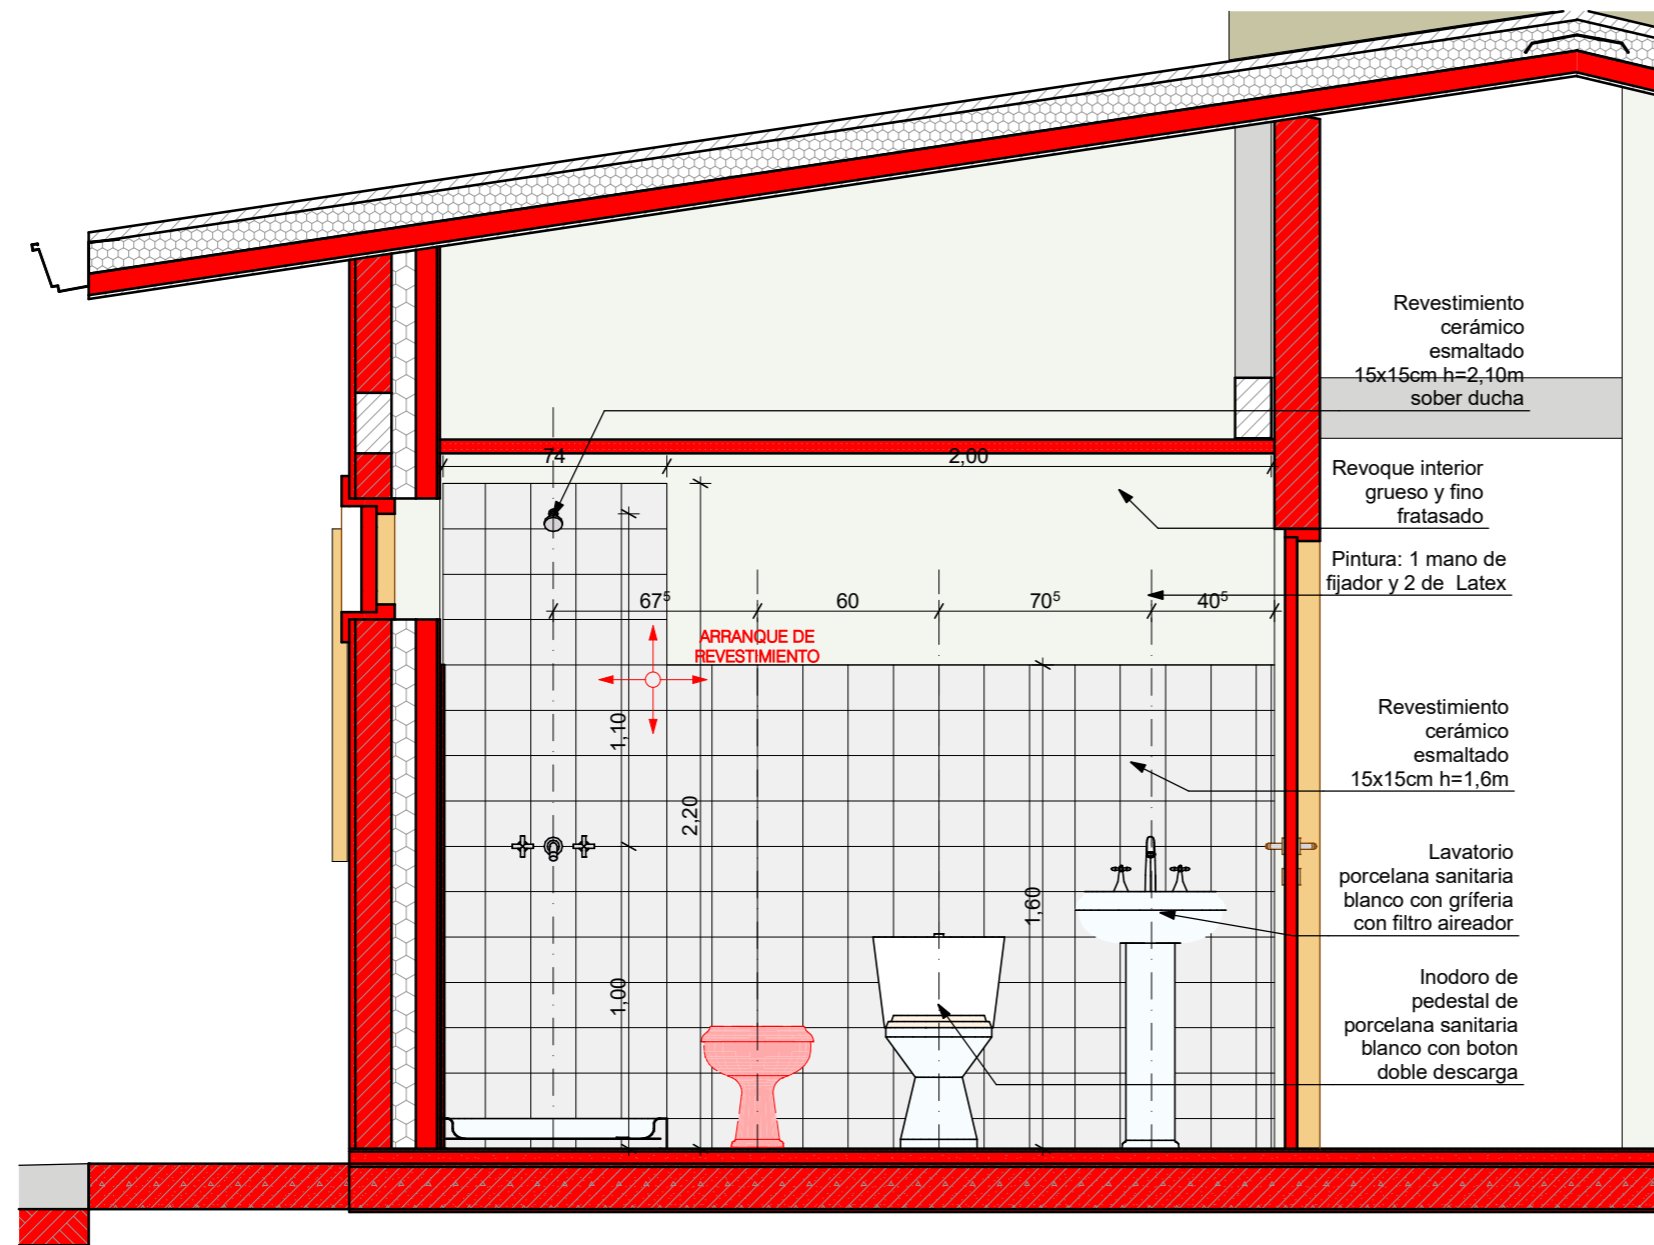 Revestimiento
cerámico
esmaltado
15x15cm h=2,10m
sober ducha
74
2,00
Revoque interior
grueso y fino
fratasado
Pintura: 1 mano de
fijador y 2 de Latex
67⁵
60
70⁵
40⁵
ARRANQUE DE
REVESTIMIENTO
1,10
2,20
Revestimiento
cerámico
esmaltado
15x15cm h=1,6m
1,60
Lavatorio
porcelana sanitaria
blanco con gríferia
con filtro aireador
1,00
Inodoro de
pedestal de
porcelana sanitaria
blanco con boton
doble descarga